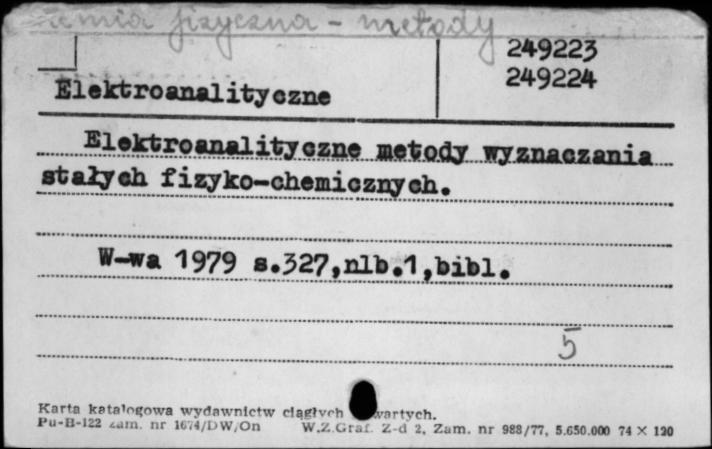 chemia fizyczna - metody
249223
249224
Elektroanalityczne
Elektroanalityczne metody wyznaczania
stałych fizyko-chemicznych.
W-wa 1979 s.327,nlb.1,bibl.
5
Karta katalogowa wydawnictw ciągłych wartych.
Pu-B-122 zam. nr 1674/DW/On W.Z.Graf. Z-d 2, Zam. nr 988/77, 5.650.000 74 X 120